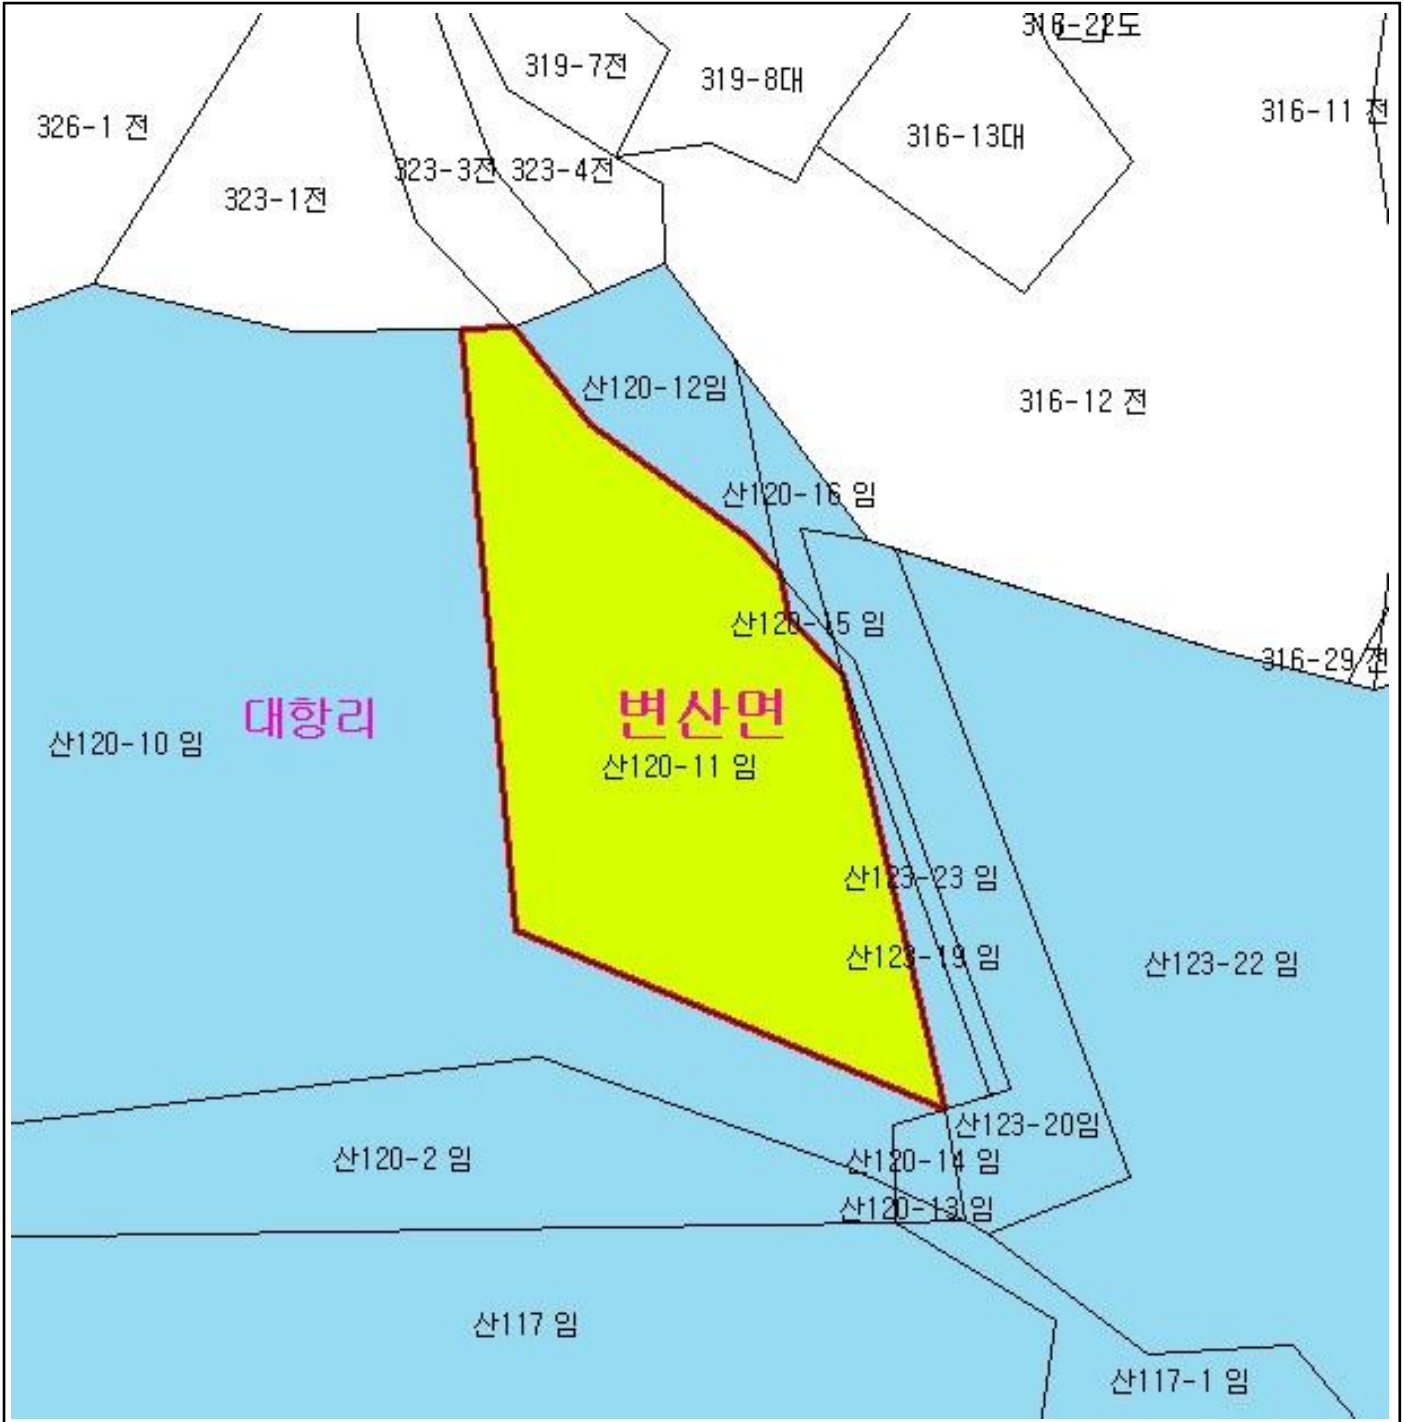 316-22도
319-7전
319-8대
316-11 전
326-1 전
316-13대
323-3전
323-4전
323-1전
산120-12임
316-12 전
산120-16 임
산120-15 임
316-29 전
대항리
변산면
산120-10 임
산120-11 임
산123-23 임
산123-19 임
산123-22 임
산123-20임
산120-2 임
산120-14 임
산120-13임
산117 임
산117-1 임